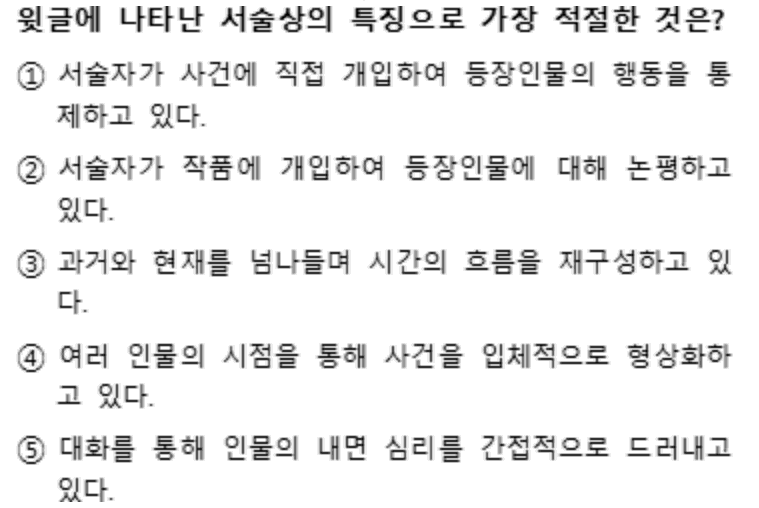 윗글에 나타난 서술상의 특징으로 가장 적절한 것은?
① 서술자가 사건에 직접 개입하여 등장인물의 행동을 통
제하고 있다.
② 서술자가 작품에 개입하여 등장인물에 대해 논평하고
있다.
③ 과거와 현재를 넘나들며 시간의 흐름을 재구성하고 있
다.
④ 여러 인물의 시점을 통해 사건을 입체적으로 형상화하
고 있다.
⑤ 대화를 통해 인물의 내면 심리를 간접적으로 드러내고
있다.